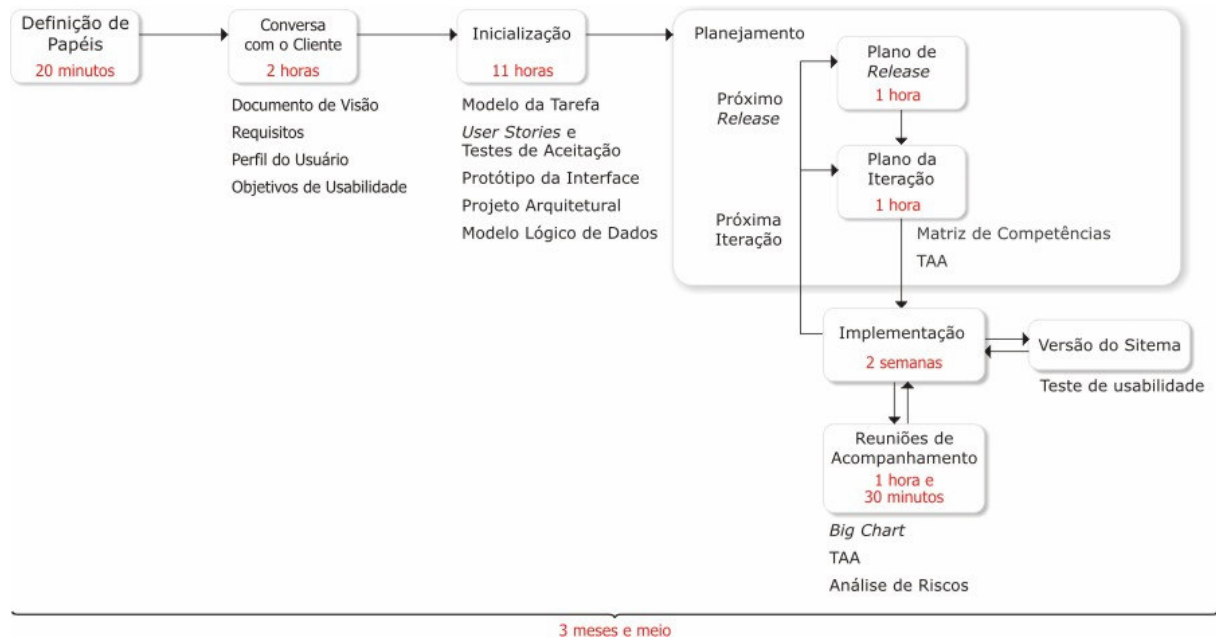 Definição de
Papéis
20 minutos
Conversa
com o Cliente
2 horas
Documento de Visão
Requisitos
Perfil do Usuário
Objetivos de Usabilidade
Inicialização
11 horas
Modelo da Tarefa
User Stories e
Testes de Aceitação
Protótipo da Interface
Projeto Arquitetural
Modelo Lógico de Dados
Planejamento
Plano de
Release
1 hora
Próximo
Release
Plano da
Iteração
1 hora
Próxima
Iteração
Matriz de Competências
TAA
Implementação
2 semanas
Versão do Sitema
Teste de usabilidade
Reuniões de
Acompanhamento
1 hora e
30 minutos
Big Chart
TAA
Análise de Riscos
3 meses e meio